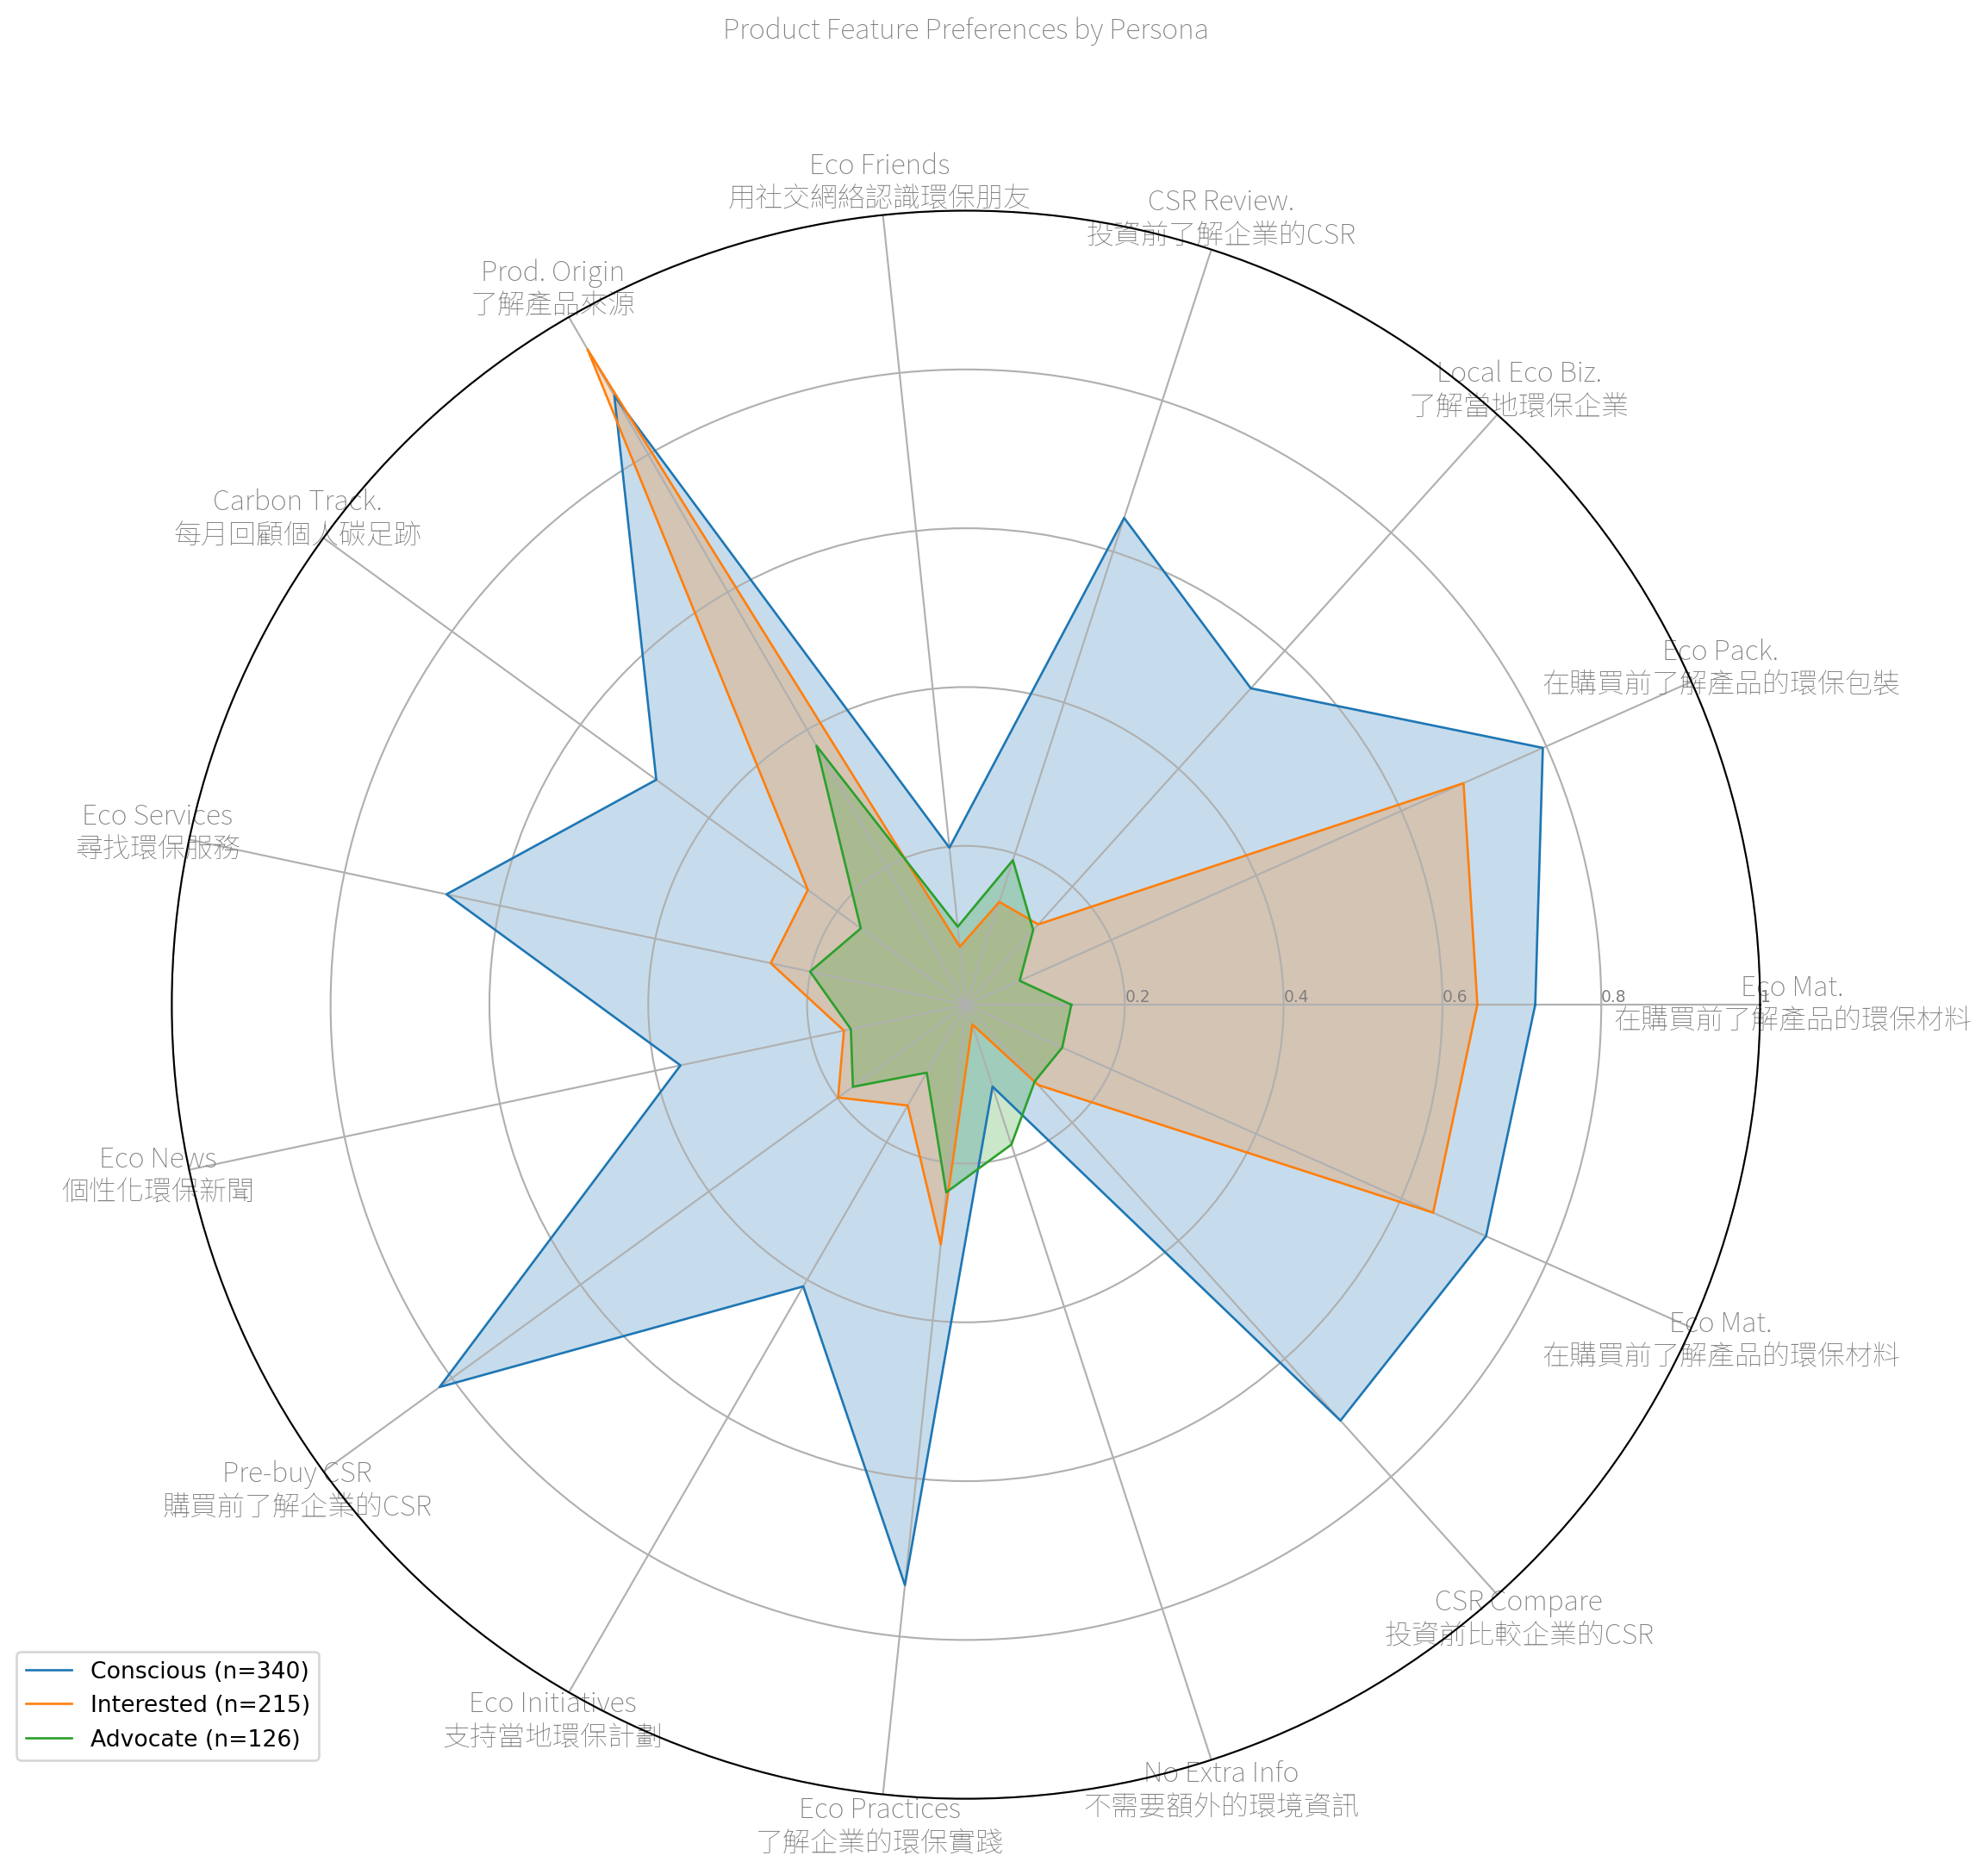 Product Feature Preferences by Persona
Eco Friends
用社交網絡認識環保朋友
CSR Review.
投資前了解企業的CSR
Prod. Origin
了解產品來源
Local Eco Biz.
了解當地環保企業
Carbon Track.
每月回顧個人碳足跡
Eco Pack.
在購買前了解產品的環保包裝
Eco Services
尋找環保服務
Eco Mat.
在購買前了解產品的環保材料
0.2
0.4
0.6
0.8
1
Eco News
個性化環保新聞
Eco Mat.
在購買前了解產品的環保材料
Pre-buy CSR
購買前了解企業的CSR
CSR Compare
投資前比較企業的CSR
Eco Initiatives
支持當地環保計劃
No Extra Info
不需要額外的環境資訊
Eco Practices
了解企業的環保實踐
Conscious (n=340)
Interested (n=215)
Advocate (n=126)